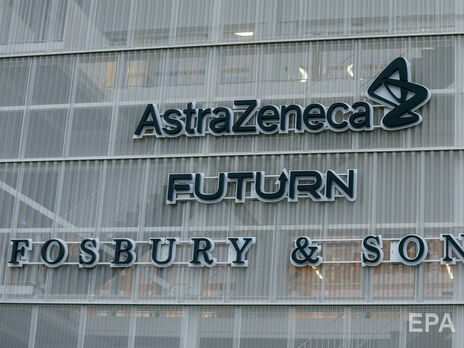 AstraZeneca
FUTURN
FOSBURY & SON
EPA